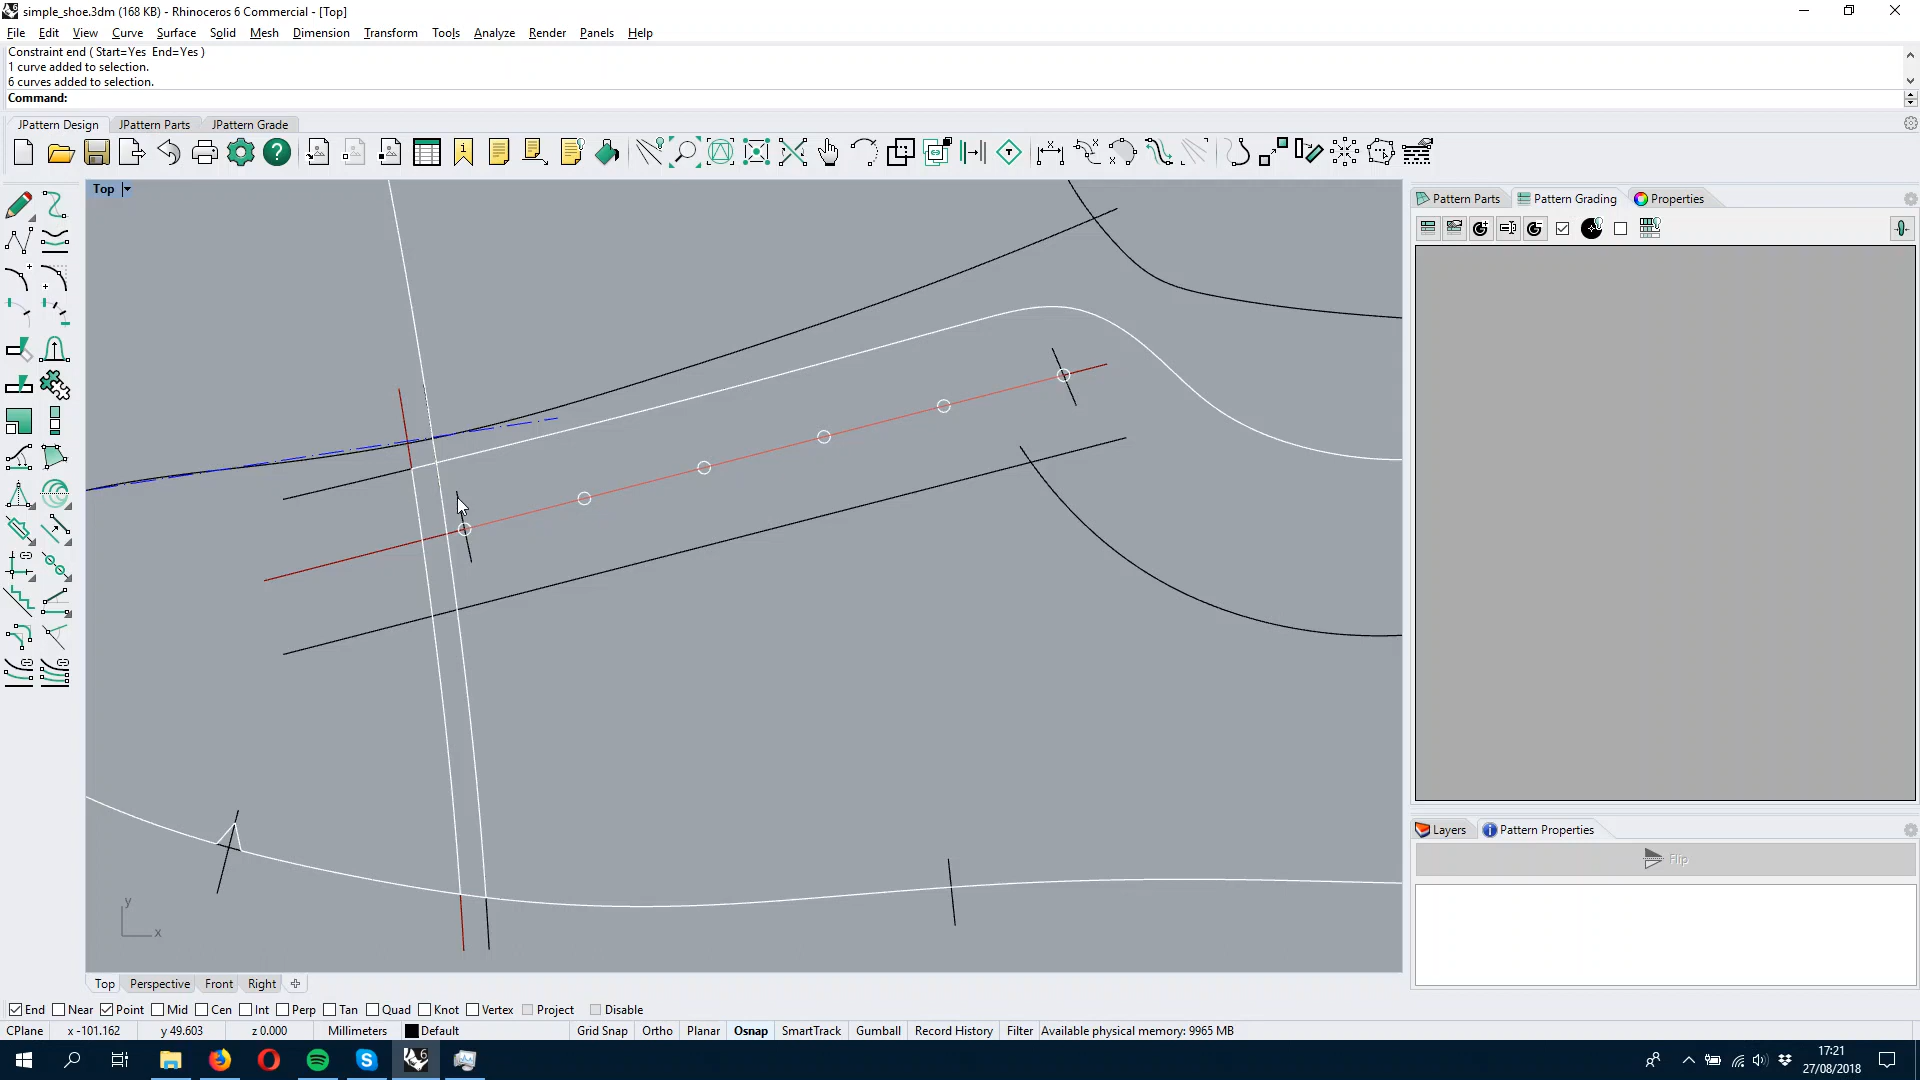 simple_shoe.3dm (168 KB) - Rhinoceros 6 Commercial - [Top]
File Edit View Curve Surface Solid Mesh Dimension Transform Tools Analyze Render Panels Help
Constraint end ( Start=Yes End=Yes )
1 curve added to selection.
6 curves added to selection.
Command:
JPattern Design JPattern Parts JPattern Grade
Top
Pattern Parts Pattern Grading Properties
Layers Pattern Properties
Flip
y
x
Top Perspective Front Right
End Near Point Mid Cen Int Perp Tan Quad Knot Vertex Project Disable
CPlane x -101.162 y 49.603 z 0.000 Millimeters Default Grid Snap Ortho Planar Osnap SmartTrack Gumball Record History Filter Available physical memory: 9965 MB
17:21
27/08/2018